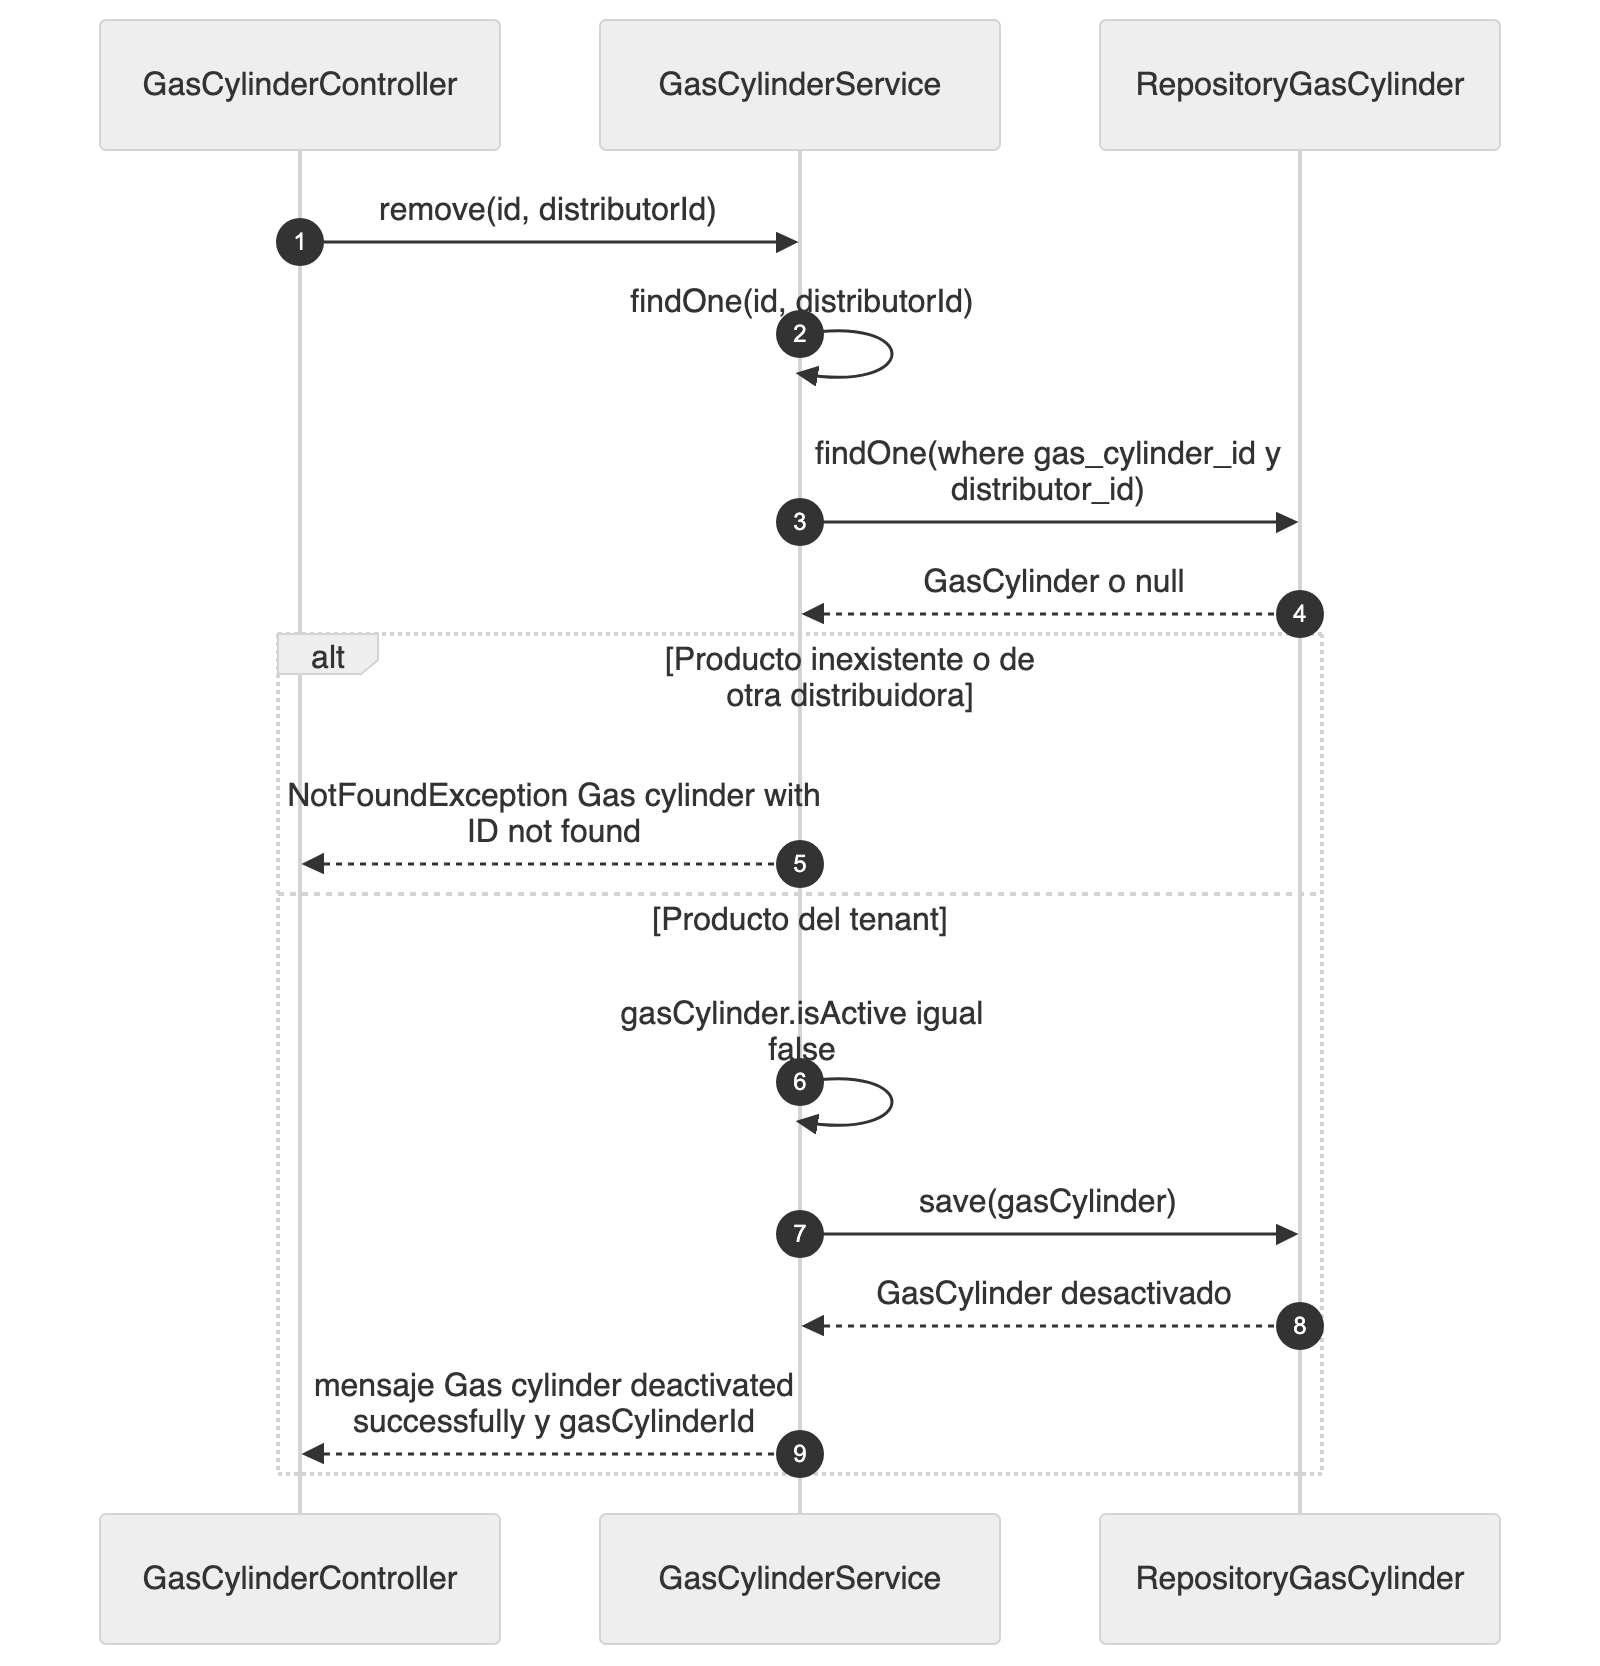 GasCylinderController
GasCylinderService
RepositoryGasCylinder
remove(id, distributorId)
1
findOne(id, distributorId)
2
findOne(where gas_cylinder_id y
distributor_id)
3
GasCylinder o null
4
alt
[Producto inexistente o de
otra distribuidora]
NotFoundException Gas cylinder with
ID not found
5
[Producto del tenant]
gasCylinder.isActive igual
false
6
save(gasCylinder)
7
GasCylinder desactivado
8
mensaje Gas cylinder deactivated
successfully y gasCylinderId
9
GasCylinderController
GasCylinderService
RepositoryGasCylinder